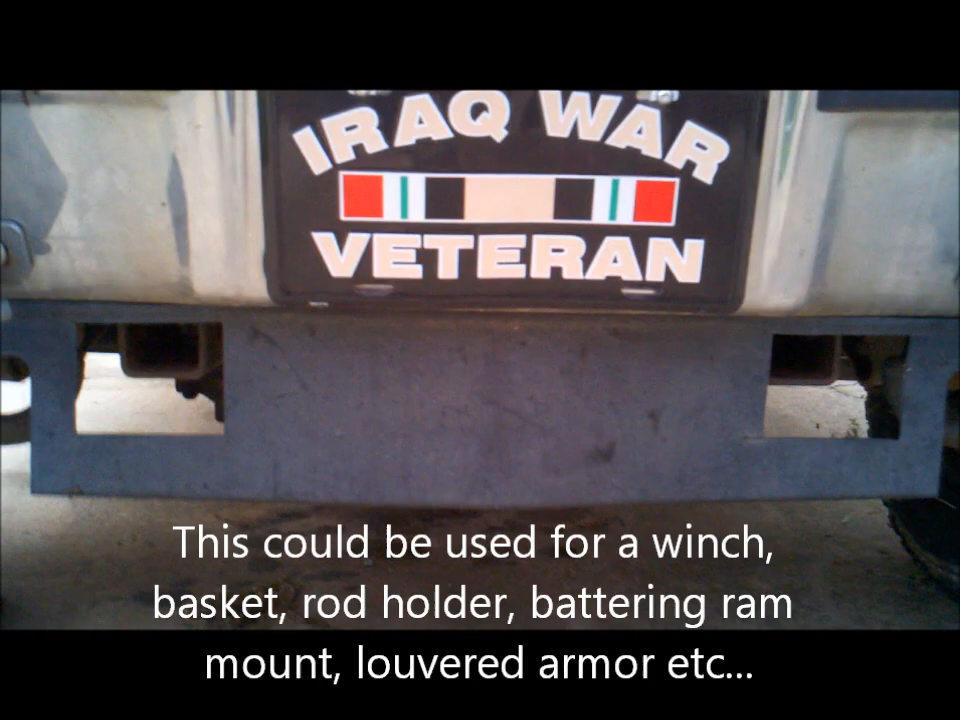 IRAQ WAR
VETERAN
This could be used for a winch,
basket, rod holder, battering ram
mount, louvered armor etc...